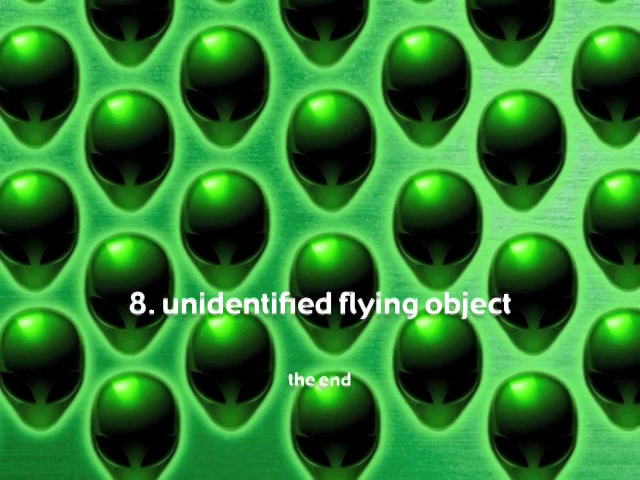 8. unidentified flying object
the end